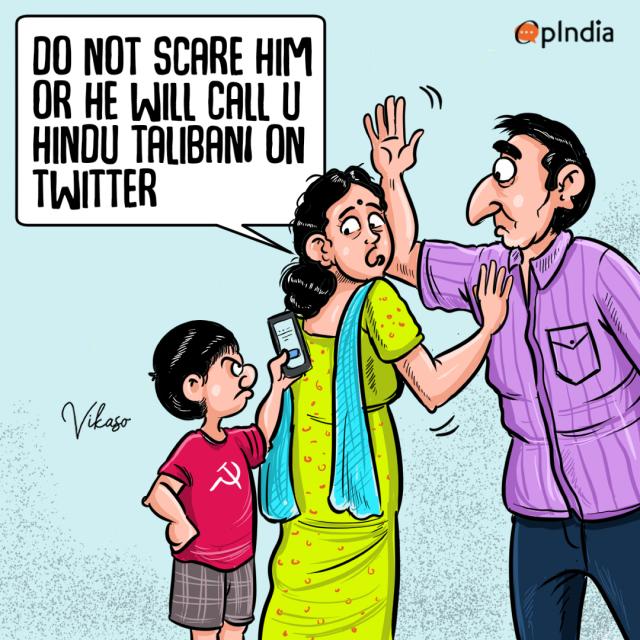 DO NOT SCARE HIM
OR HE WILL CALL U
HINDU TALIBANI ON
TWITTER
OpIndia
Vikaso